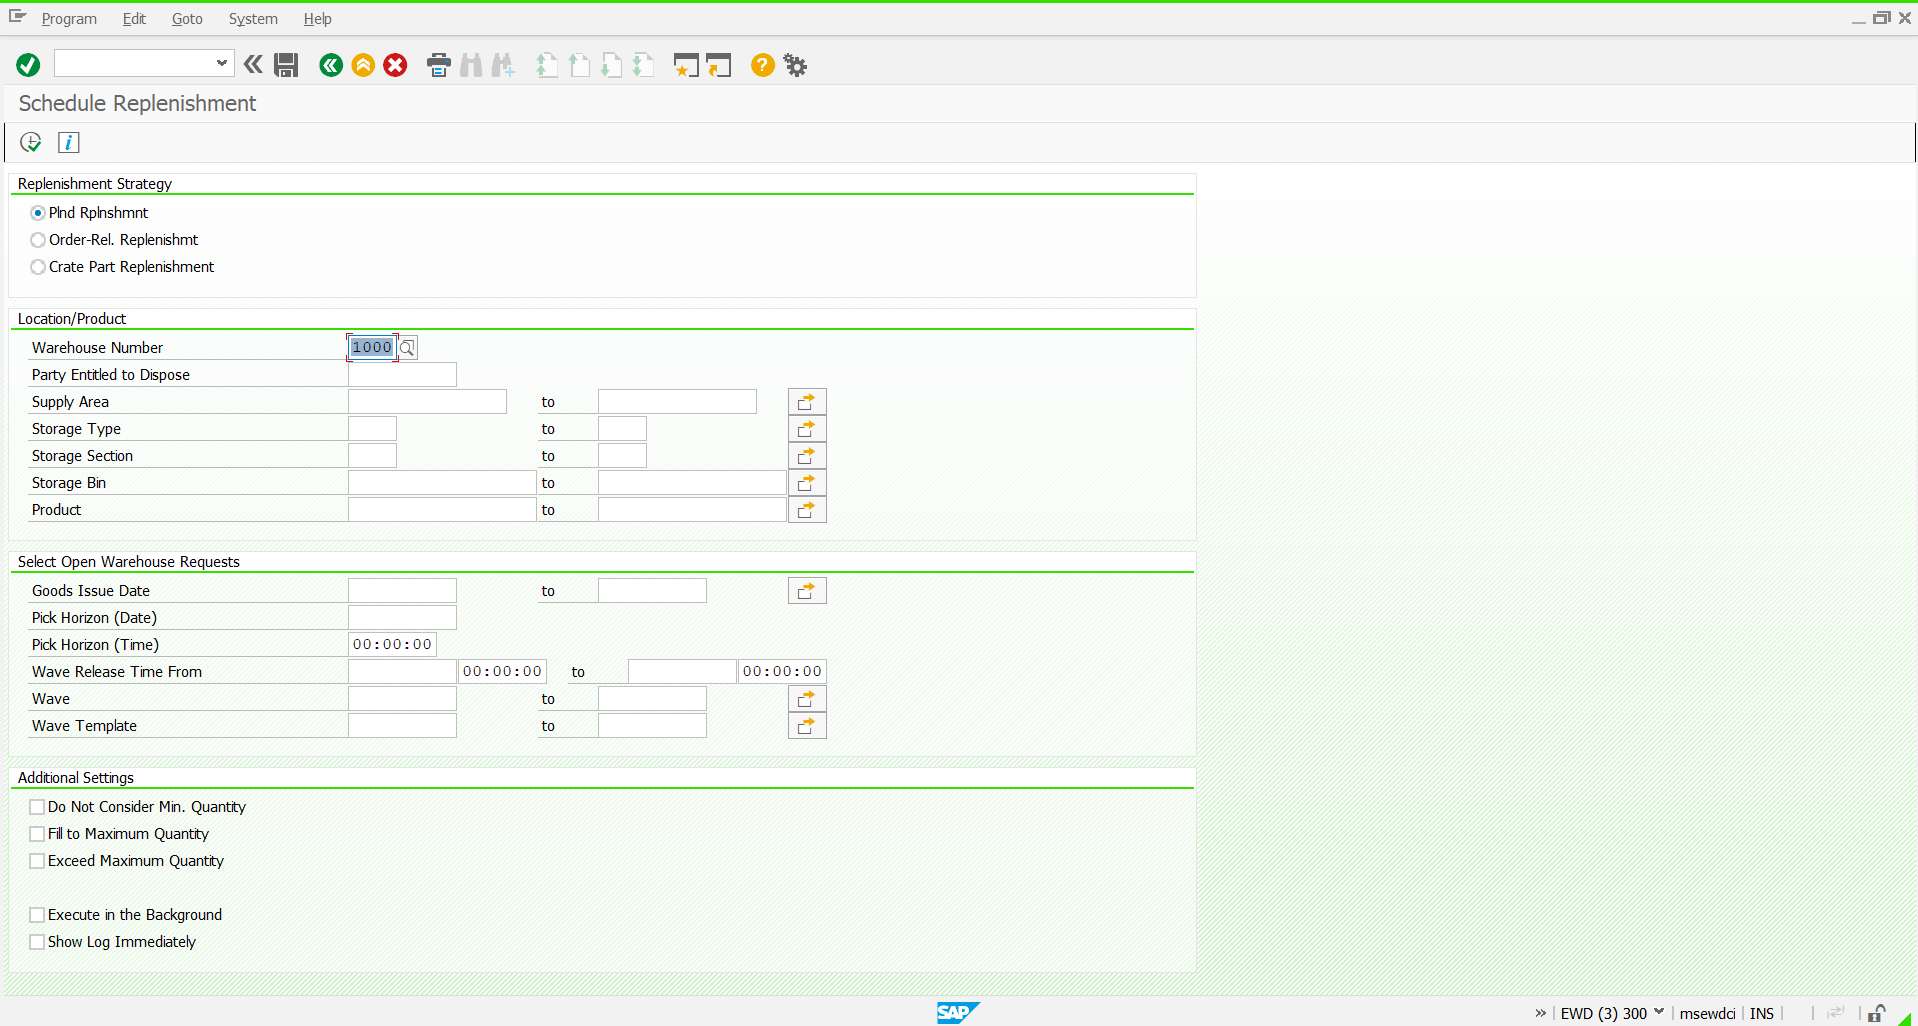 Program Edit Goto System Help
Schedule Replenishment
Replenishment Strategy
Plnd Rplnshmnt
Order-Rel. Replenishmt
Crate Part Replenishment
Location/Product
Warehouse Number 1000
Party Entitled to Dispose
Supply Area to
Storage Type to
Storage Section to
Storage Bin to
Product to
Select Open Warehouse Requests
Goods Issue Date to
Pick Horizon (Date)
Pick Horizon (Time) 00:00:00
Wave Release Time From 00:00:00 to 00:00:00
Wave to
Wave Template to
Additional Settings
Do Not Consider Min. Quantity
Fill to Maximum Quantity
Exceed Maximum Quantity
Execute in the Background
Show Log Immediately
SAP EWD (3) 300 msewdci INS